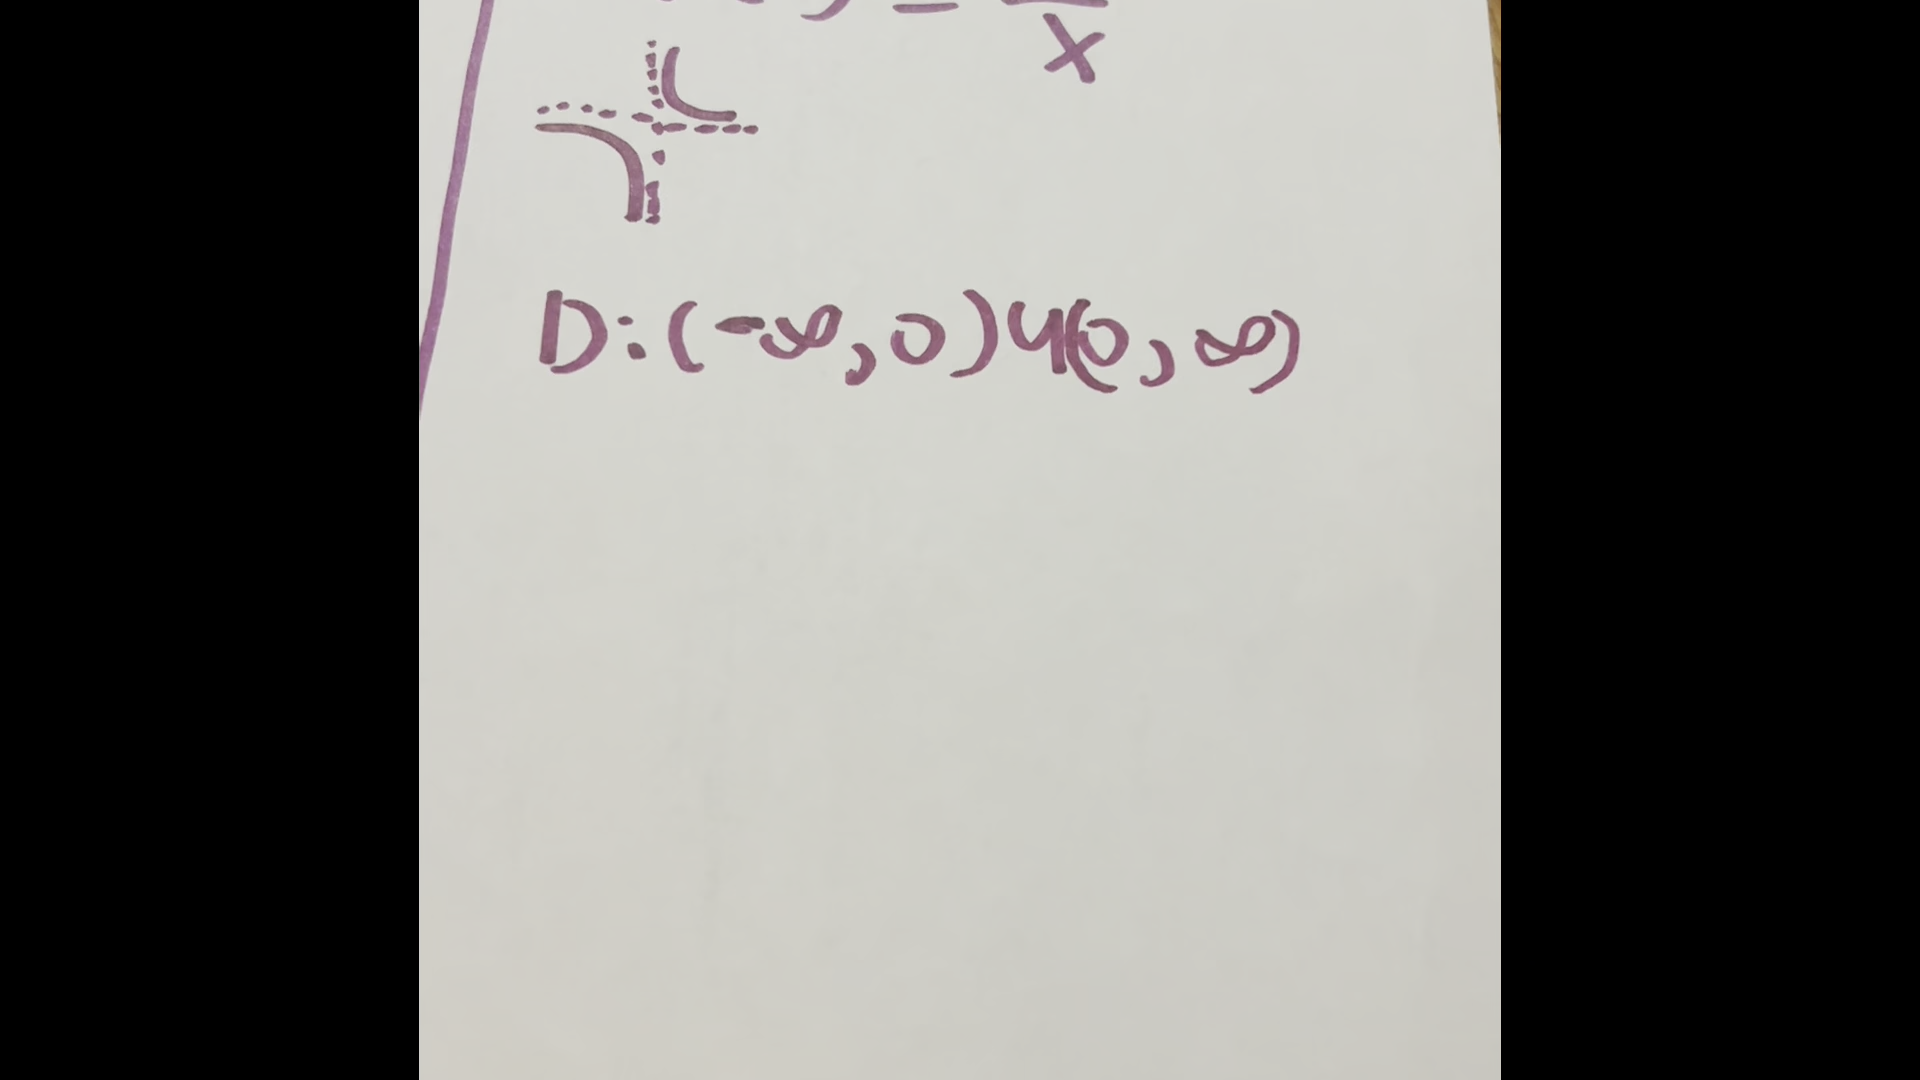 ) = — x
D: (-∞, 0) ∪ (0, ∞)